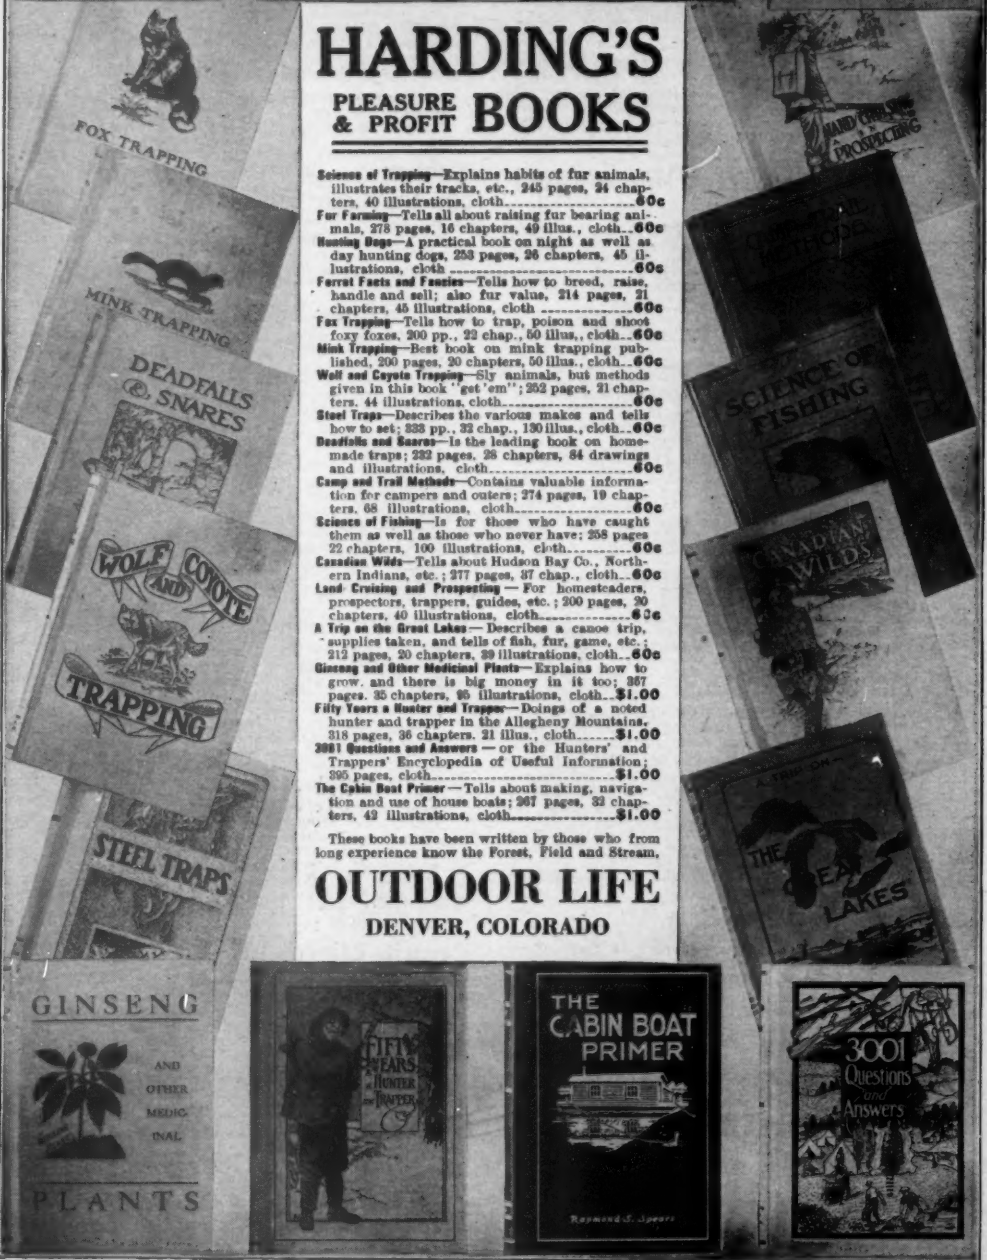 HARDING'S
PLEASURE
& PROFIT
BOOKS
Science of Trapping—Explains habits of fur animals,
illustrates their tracks, etc., 245 pages, 24 chap-
ters, 40 illustrations, cloth 60c
Fur Farming—Tells all about raising fur bearing ani-
mals, 278 pages, 16 chapters, 49 illus., cloth 60c
Hunting Dogs—A practical book on night as well as
day hunting dogs, 253 pages, 26 chapters, 45 il-
lustrations, cloth 60c
Ferret Facts and Fancies—Tells how to breed, raise,
handle and sell; also fur value, 214 pages, 21
chapters, 45 illustrations, cloth 60c
Fox Trapping—Tells how to trap, poison and shoot
foxy foxes, 200 pp., 22 chap., 50 illus., cloth 60c
Mink Trapping—Best book on mink trapping pub-
lished, 200 pages, 20 chapters, 50 illus., cloth 60c
Wolf and Coyote Trapping—Sly animals, but methods
given in this book "get 'em"; 252 pages, 21 chap-
ters, 44 illustrations, cloth 60c
Steel Traps—Describes the various makes and tells
how to set; 333 pp., 32 chap., 130 illus., cloth 60c
Deadfalls and Snares—Is the leading book on home-
made traps; 232 pages, 28 chapters, 84 drawings
and illustrations, cloth 60c
Camp and Trail Methods—Contains valuable informa-
tion for campers and outers; 274 pages, 19 chap-
ters, 68 illustrations, cloth 60c
Science of Fishing—Is for those who have caught
them as well as those who never have; 258 pages
22 chapters, 100 illustrations, cloth 60c
Canadian Wilds—Tells about Hudson Bay Co., North-
ern Indians, etc.; 277 pages, 37 chap., cloth 60c
Land Cruising and Prospecting—For homesteaders,
prospectors, trappers, guides, etc.; 200 pages, 20
chapters, 40 illustrations, cloth 60c
A Trip on the Great Lakes—Describes a canoe trip,
supplies taken, and tells of fish, fur, game, etc.;
212 pages, 20 chapters, 39 illustrations, cloth 60c
Ginseng and Other Medicinal Plants—Explains how to
grow, and there is big money in it too; 367
pages, 35 chapters, 95 illustrations, cloth $1.00
Fifty Years a Hunter and Trapper—Doings of a noted
hunter and trapper in the Allegheny Mountains,
318 pages, 36 chapters, 21 illus., cloth $1.00
3001 Questions and Answers—or the Hunters' and
Trappers' Encyclopedia of Useful Information;
395 pages, cloth $1.00
The Cabin Boat Primer—Tells about making, naviga-
tion and use of house boats; 267 pages, 32 chap-
ters, 42 illustrations, cloth $1.00
These books have been written by those who from
long experience know the Forest, Field and Stream,
OUTDOOR LIFE
DENVER, COLORADO
FOX TRAPPING
MINK TRAPPING
DEADFALLS
& SNARES
WOLF AND COYOTE
TRAPPING
STEEL TRAPS
LAND CRUISING
AND
PROSPECTING
SCIENCE OF
FISHING
CANADIAN
WILDS
A TRIP ON
THE
GREAT
LAKES
GINSENG
AND
OTHER
MEDIC-
INAL
PLANTS
FIFTY
YEARS
A HUNTER
AND TRAPPER
THE
CABIN BOAT
PRIMER
Raymond S. Spears
3001
Questions
and
Answers